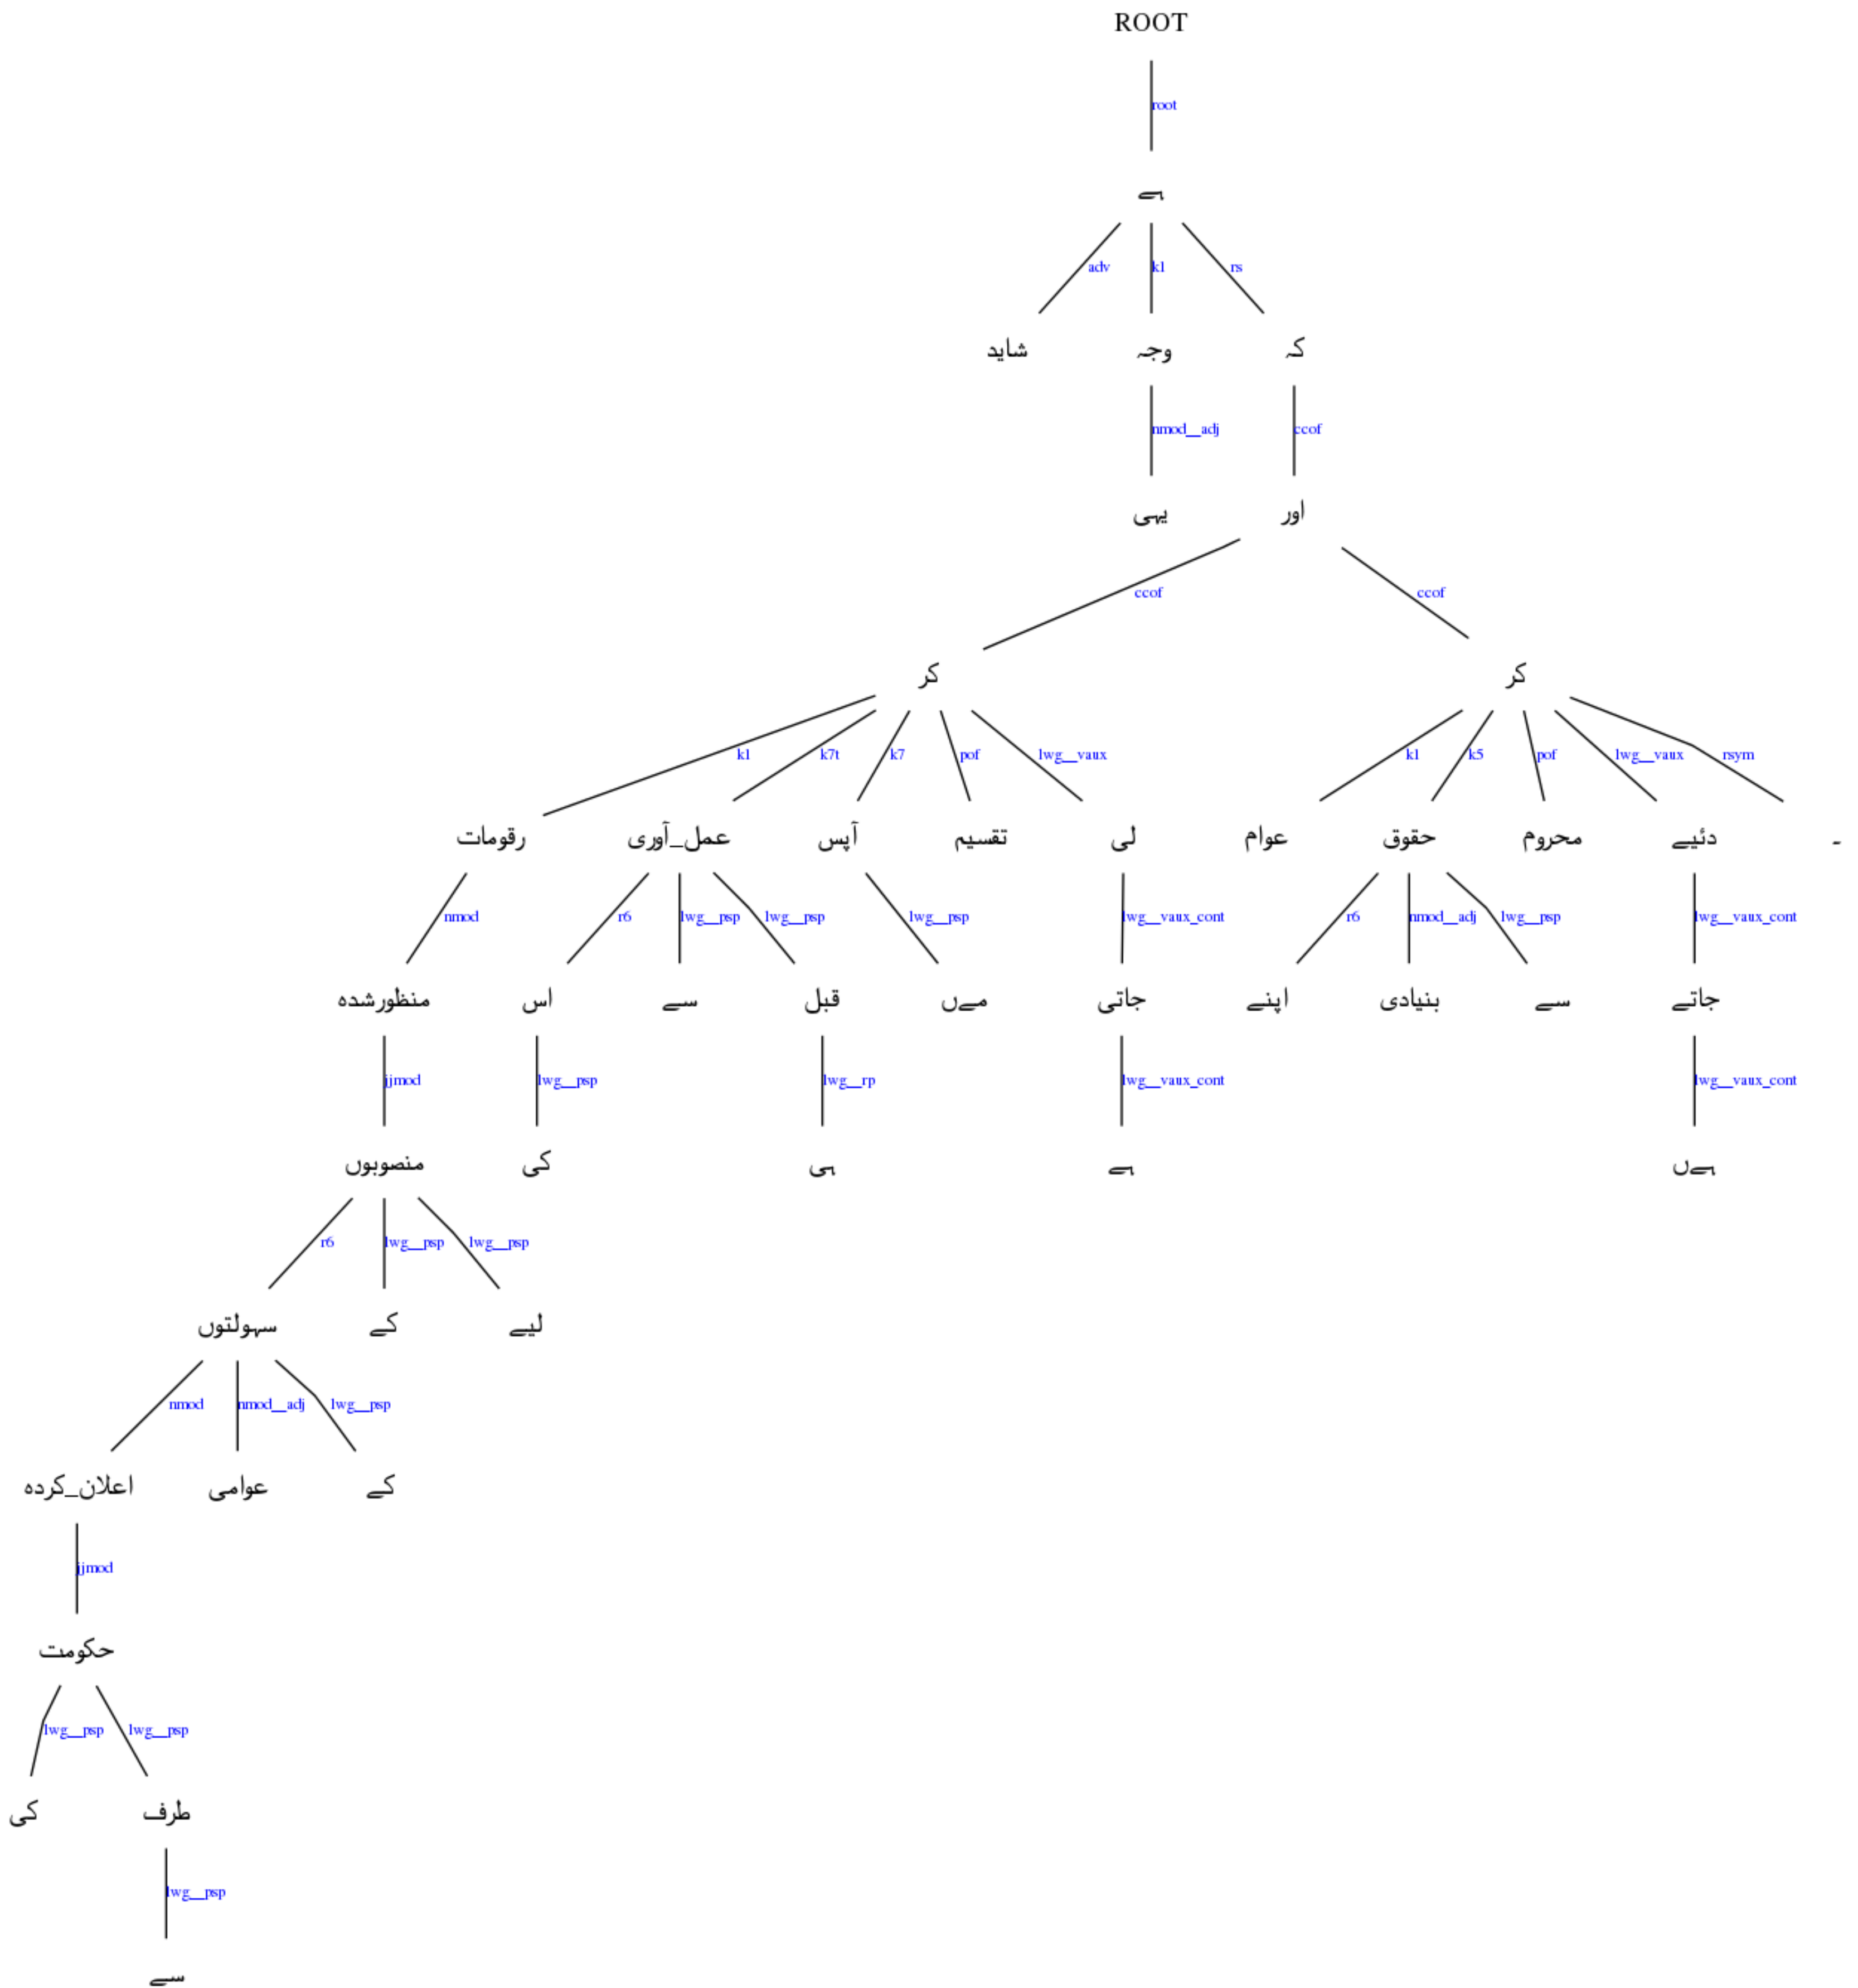 ROOT
root
ہے
adv k1 rs
شاید وجہ کہ
nmod__adj ccof
یہی اور
ccof ccof
کر کر
k1 k7t k7 pof lwg__vaux k1 k5 pof lwg__vaux rsym
رقومات عمل_آوری آپس تقسیم لی عوام حقوق محروم دئیے ۔
nmod r6 lwg__psp lwg__psp lwg__psp lwg__vaux_cont r6 nmod__adj lwg__psp lwg__vaux_cont
منظورشدہ اس سے قبل مےں جاتی اپنے بنیادی سے جاتے
jjmod lwg__psp lwg__rp lwg__vaux_cont lwg__vaux_cont
منصوبوں کی ہی ہے ہےں
r6 lwg__psp lwg__psp
سہولتوں کے لیے
nmod nmod__adj lwg__psp
اعلان_کردہ عوامی کے
jjmod
حکومت
lwg__psp lwg__psp
کی طرف
lwg__psp
سے